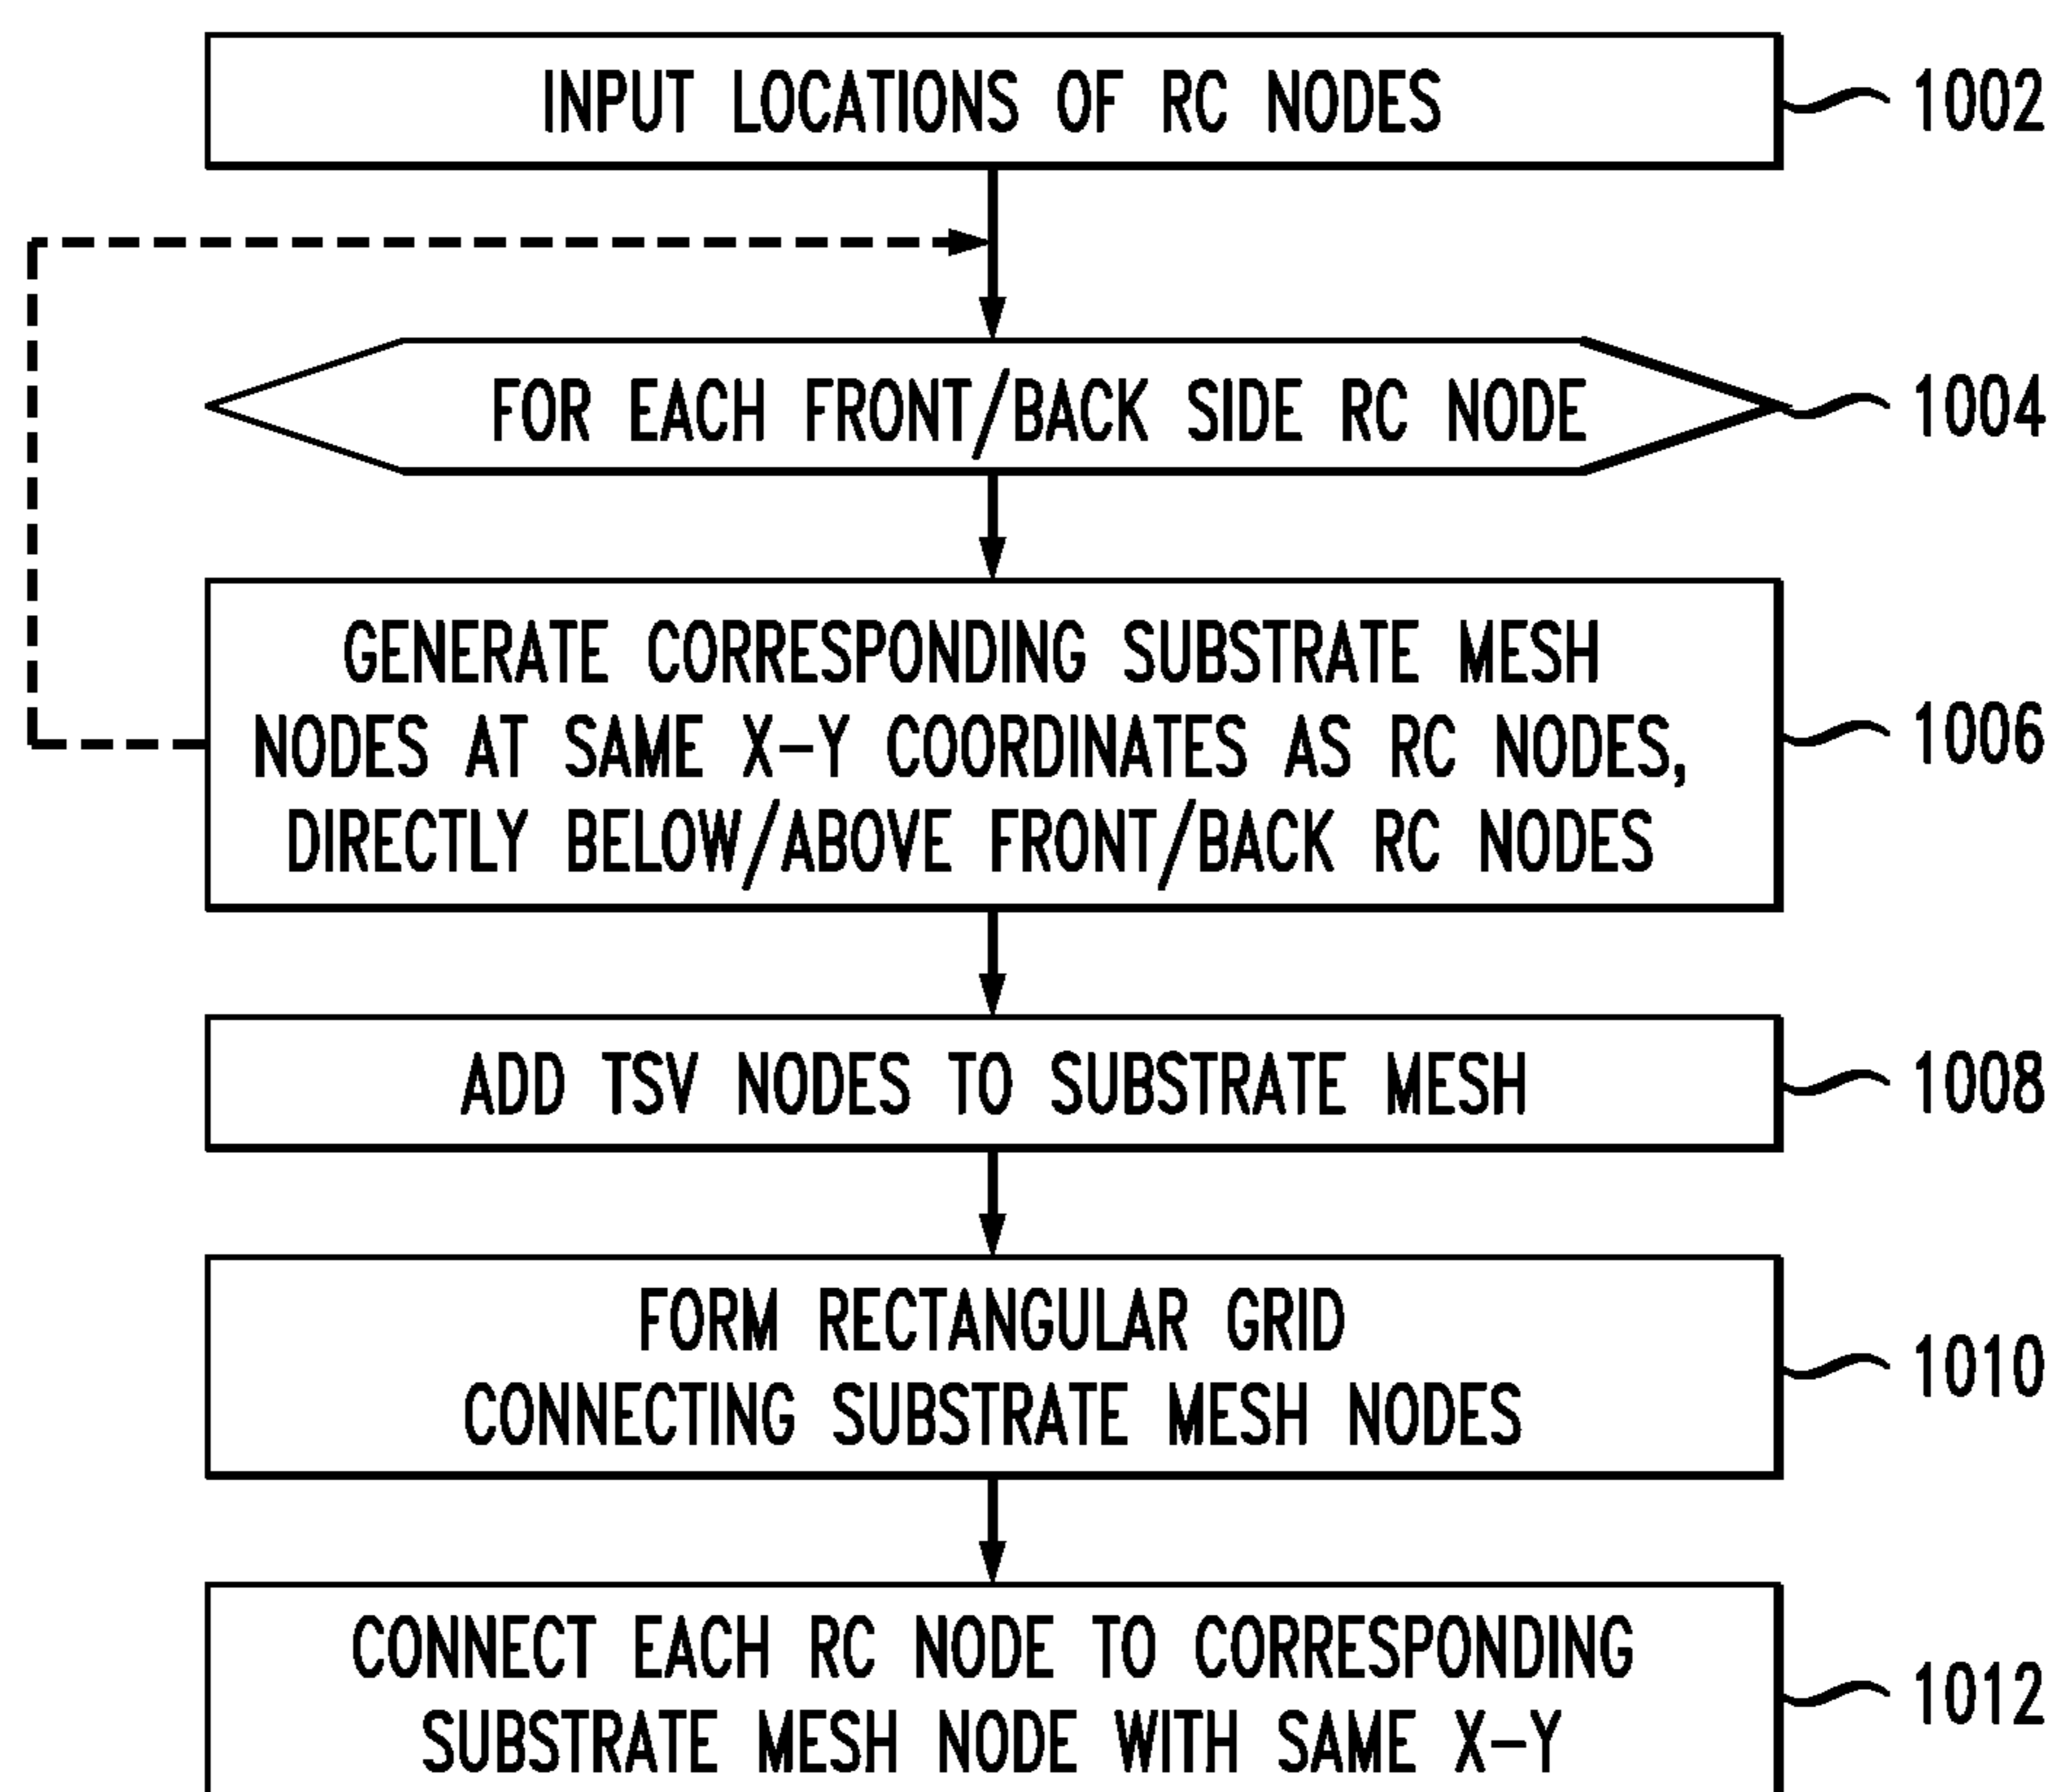 INPUT LOCATIONS OF RC NODES
1002
FOR EACH FRONT/BACK SIDE RC NODE
1004
GENERATE CORRESPONDING SUBSTRATE MESH
NODES AT SAME X-Y COORDINATES AS RC NODES,
DIRECTLY BELOW/ABOVE FRONT/BACK RC NODES
1006
ADD TSV NODES TO SUBSTRATE MESH
1008
FORM RECTANGULAR GRID
CONNECTING SUBSTRATE MESH NODES
1010
CONNECT EACH RC NODE TO CORRESPONDING
SUBSTRATE MESH NODE WITH SAME X-Y
1012